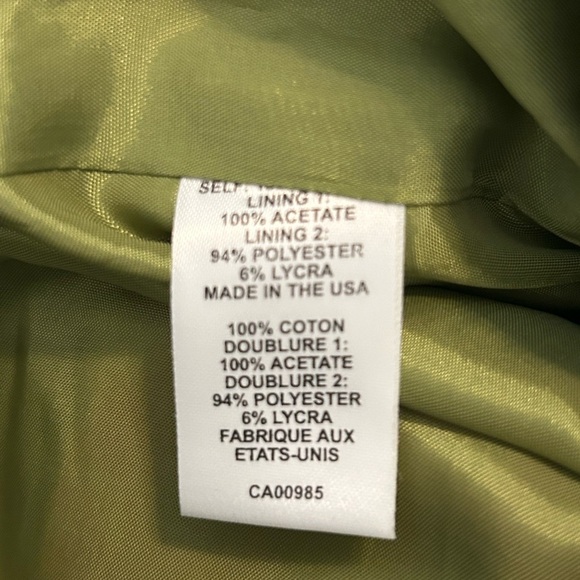 SELF:
LINING 1:
100% ACETATE
LINING 2:
94% POLYESTER
6% LYCRA
MADE IN THE USA
100% COTON
DOUBLURE 1:
100% ACETATE
DOUBLURE 2:
94% POLYESTER
6% LYCRA
FABRIQUE AUX
ETATS-UNIS
CA00985